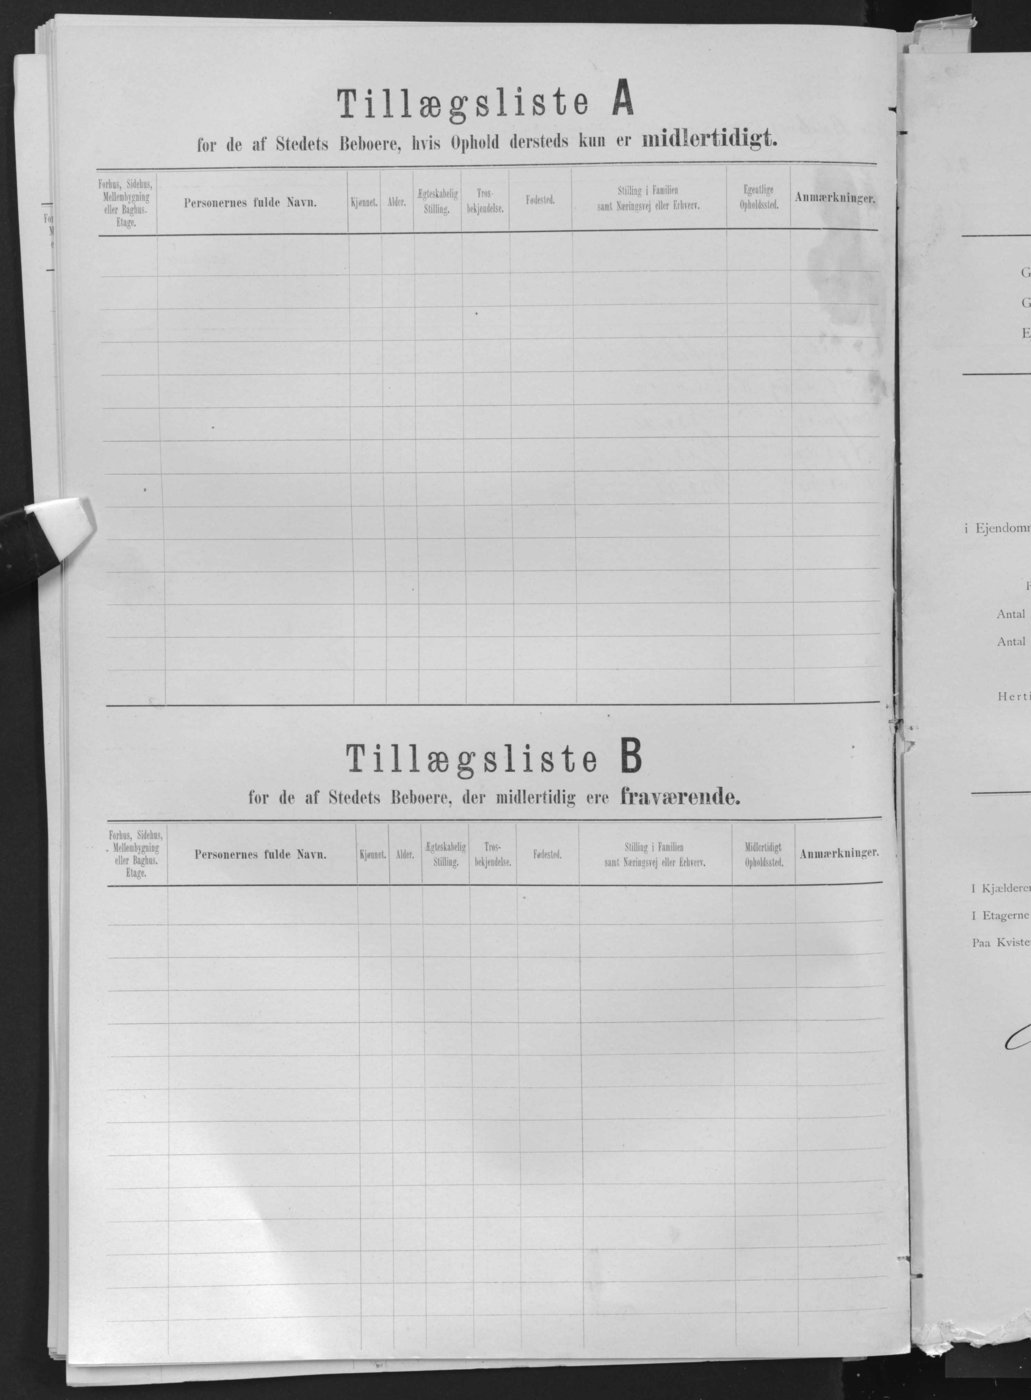 Tillægsliste A
for de af Stedets Beboere, hvis Ophold dersteds kun er midlertidigt.
Forhus, Sidehus,
Mellembygning
eller Baghus.
Etage.
Personernes fulde Navn.
Kjønnet.
Alder.
Ægteskabelig
Stilling.
Tros-
bekjendelse.
Fødested.
Stilling i Familien
samt Næringsvej eller Erhverv.
Egentlige
Opholdssted.
Anmærkninger.
Tillægsliste B
for de af Stedets Beboere, der midlertidig ere fraværende.
Forhus, Sidehus,
Mellembygning
eller Baghus.
Etage.
Personernes fulde Navn.
Kjønnet.
Alder.
Ægteskabelig
Stilling.
Tros-
bekjendelse.
Fødested.
Stilling i Familien
samt Næringsvej eller Erhverv.
Midlertidigt
Opholdssted.
Anmærkninger.
G
G
E
i Ejendomm
Antal
Antal
Herti
I Kjælderen
I Etagerne
Paa Kviste